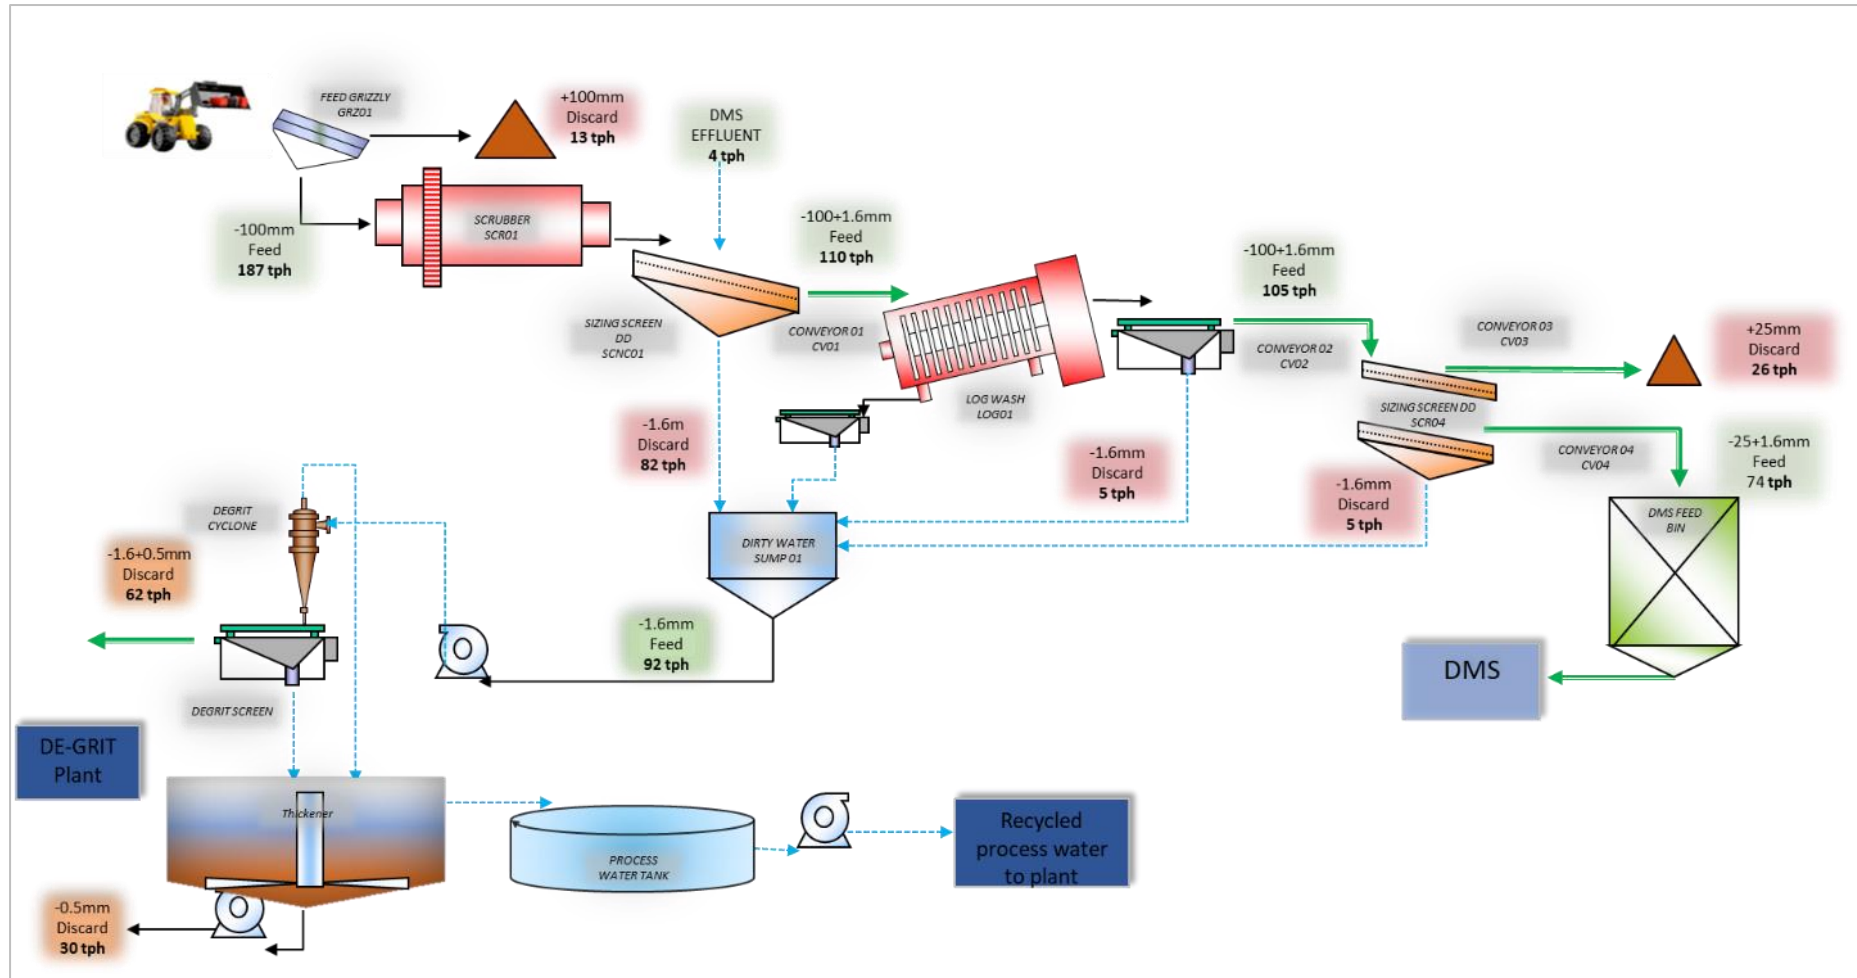 FEED GRIZZLY
GRZ01
+100mm
Discard
13 tph
DMS
EFFLUENT
4 tph
-100mm
Feed
187 tph
SCRUBBER
SCR01
-100+1.6mm
Feed
110 tph
-100+1.6mm
Feed
105 tph
SIZING SCREEN
DD
SCNC01
CONVEYOR 01
CV01
CONVEYOR 02
CV02
CONVEYOR 03
CV03
+25mm
Discard
26 tph
LOG WASH
LOG01
SIZING SCREEN DD
SCR04
-1.6m
Discard
82 tph
-1.6mm
Discard
5 tph
-1.6mm
Discard
5 tph
CONVEYOR 04
CV04
-25+1.6mm
Feed
74 tph
DEGRIT
CYCLONE
DIRTY WATER
SUMP 01
DMS FEED
BIN
-1.6+0.5mm
Discard
62 tph
-1.6mm
Feed
92 tph
DMS
DEGRIT SCREEN
DE-GRIT
Plant
Thickener
PROCESS
WATER TANK
Recycled
process water
to plant
-0.5mm
Discard
30 tph